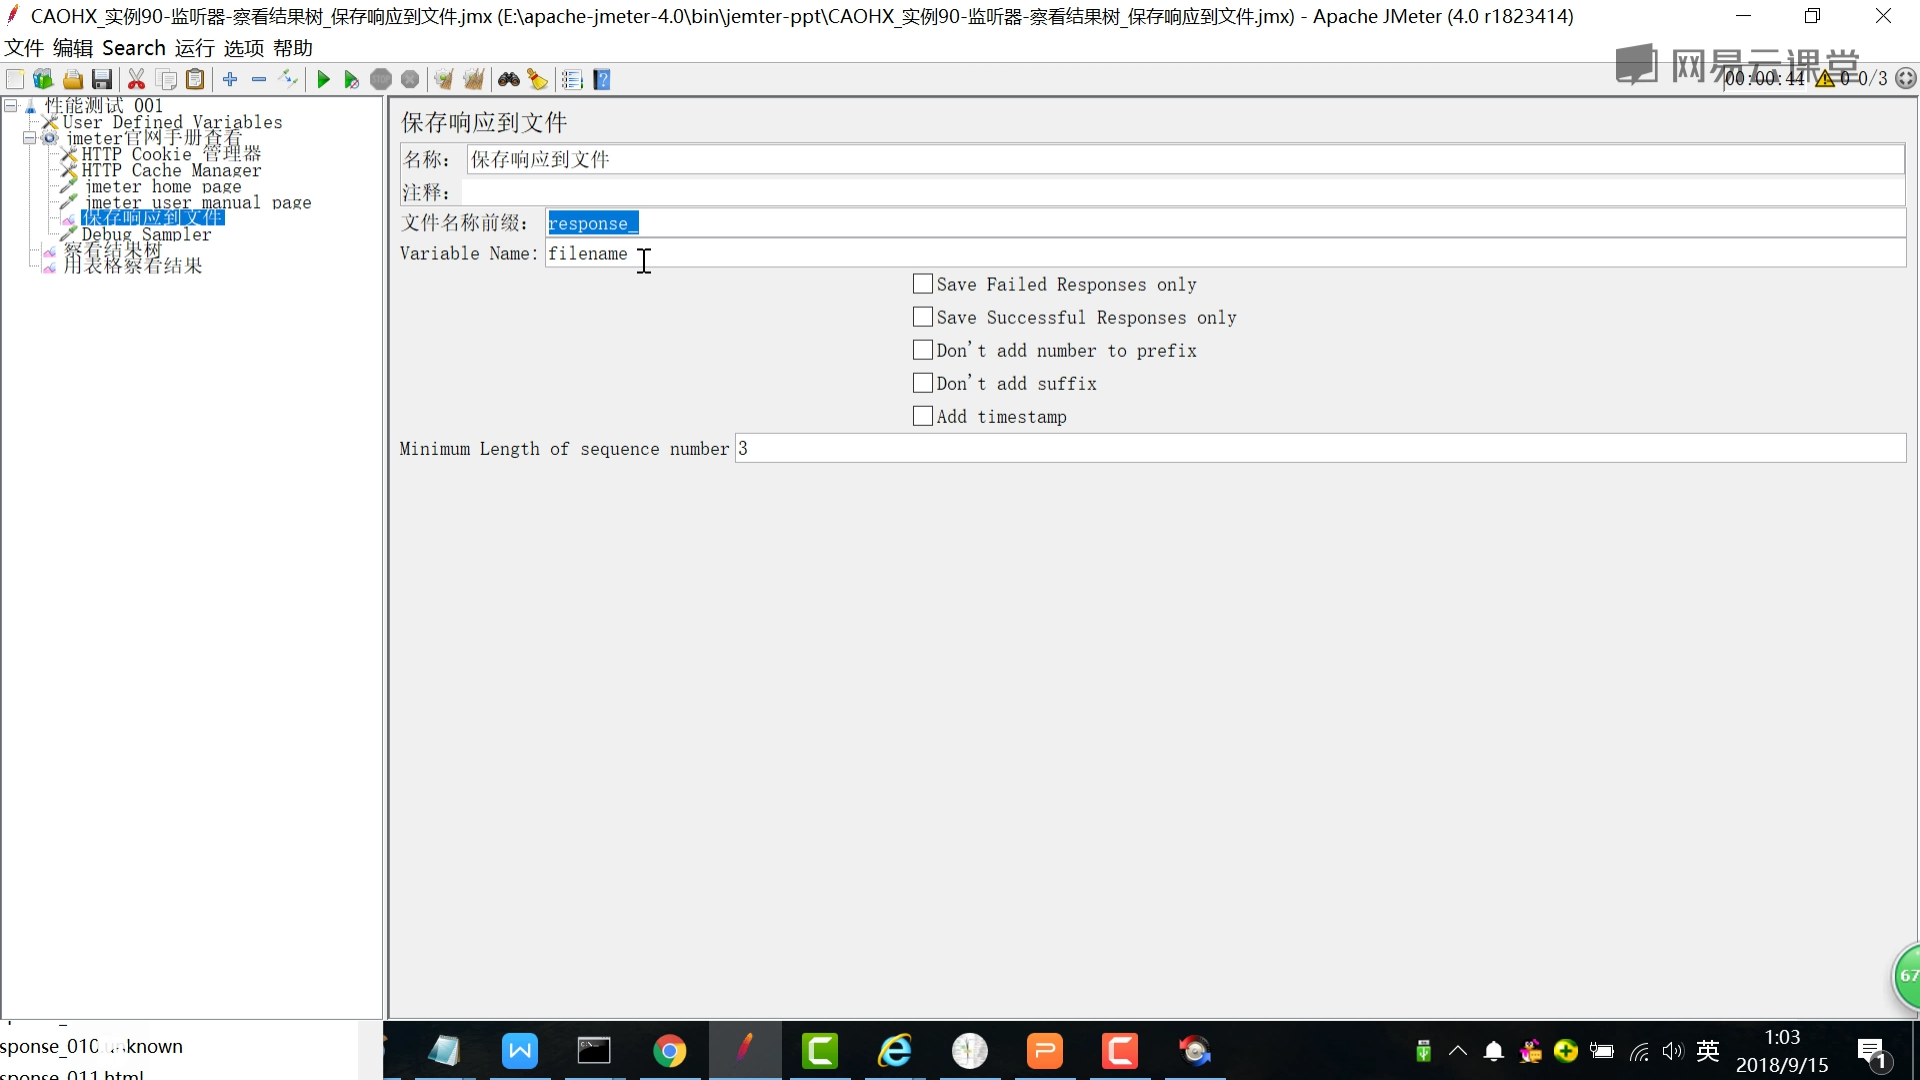 CAOHX_实例90-监听器-察看结果树_保存响应到文件.jmx (E:\apache-jmeter-4.0\bin\jemter-ppt\CAOHX_实例90-监听器-察看结果树_保存响应到文件.jmx) - Apache JMeter (4.0 r1823414)
文件 编辑 Search 运行 选项 帮助
网易云课堂
00:00:44 0 0/3
性能测试 001
User Defined Variables
jmeter官网手册查看
HTTP Cookie 管理器
HTTP Cache Manager
jmeter home page
jmeter user manual page
保存响应到文件
Debug Sampler
察看结果树
用表格察看结果
保存响应到文件
名称: 保存响应到文件
注释:
文件名称前缀: response_
Variable Name: filename
Save Failed Responses only
Save Successful Responses only
Don't add number to prefix
Don't add suffix
Add timestamp
Minimum Length of sequence number 3
67
sponse_010.unknown
sponse_011.html
英
1:03
2018/9/15
1